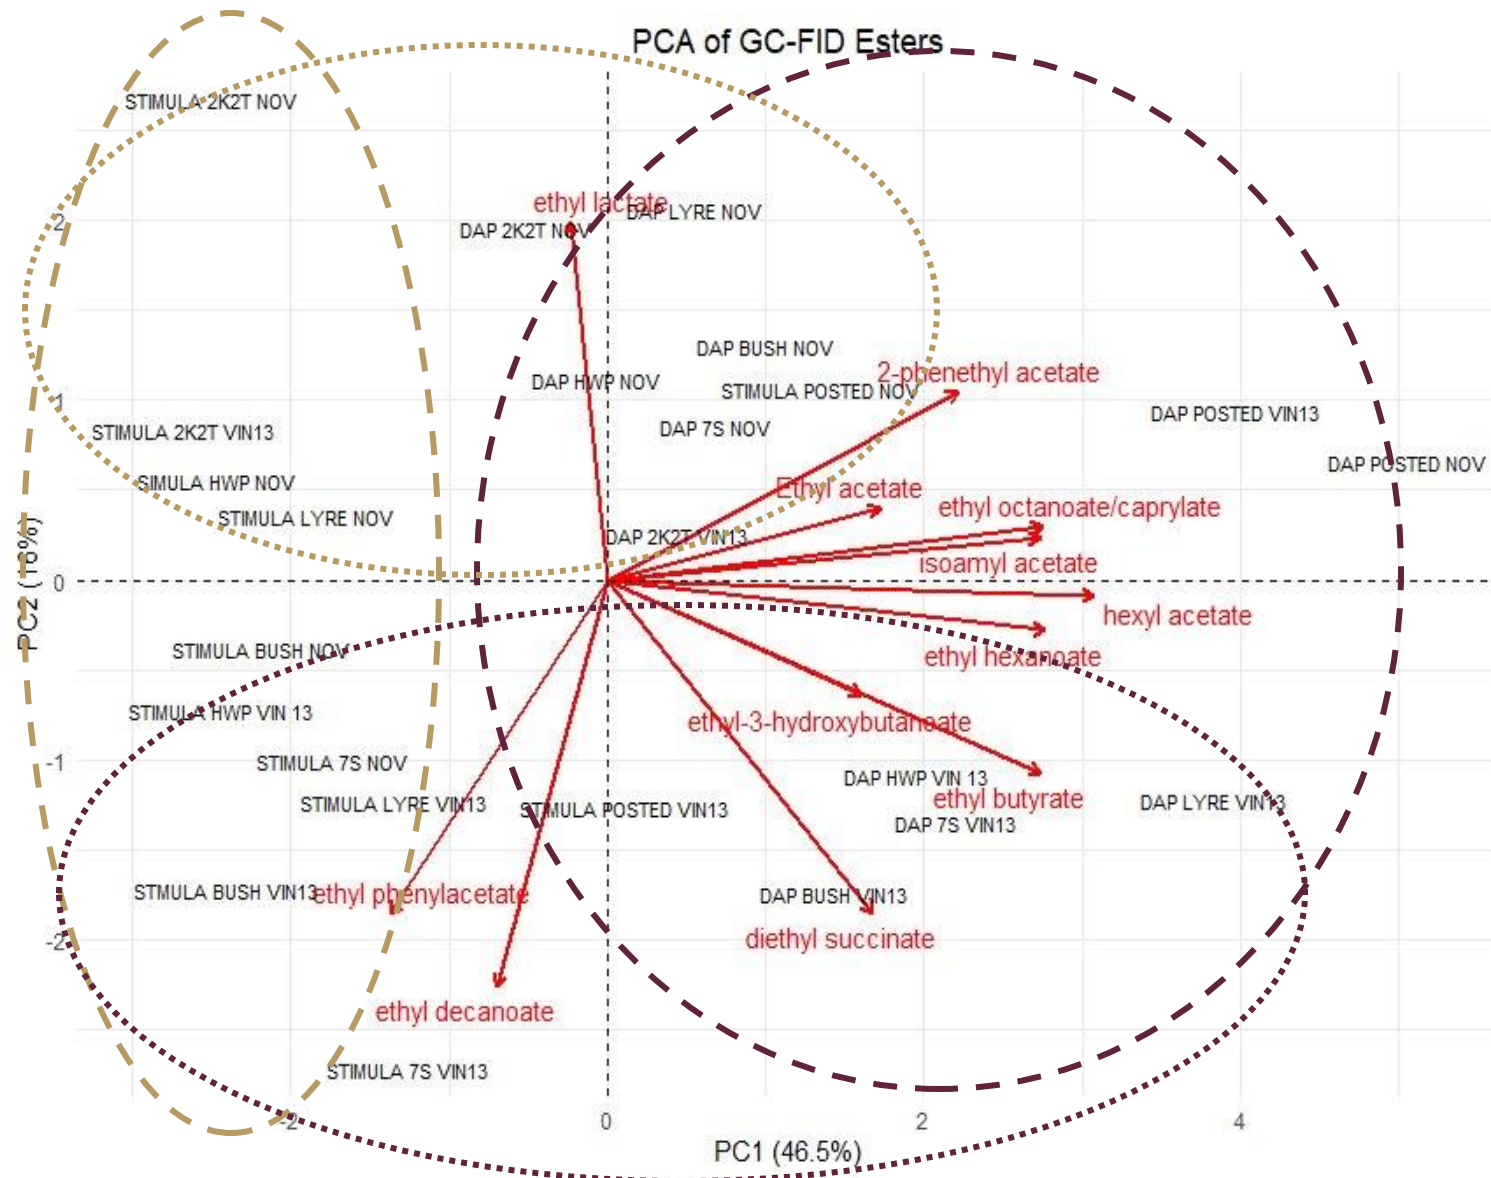 PCA of GC-FID Esters
STIMULA 2K2T NOV
ethyl lactate
DAP LYRE NOV
2
DAP 2K2T NOV
DAP BUSH NOV
2-phenethyl acetate
DAP HWP NOV
STIMULA POSTED NOV
1
DAP POSTED VIN13
STIMULA 2K2T VIN13
DAP 7S NOV
DAP POSTED NOV
SIMULA HWP NOV
Ethyl acetate
ethyl octanoate/caprylate
STIMULA LYRE NOV
DAP 2K2T VIN13
isoamyl acetate
0
PC2 (16%)
hexyl acetate
STIMULA BUSH NOV
ethyl hexanoate
STIMULA HWP VIN 13
ethyl-3-hydroxybutanoate
STIMULA 7S NOV
-1
DAP HWP VIN 13
ethyl butyrate
STIMULA LYRE VIN13
STIMULA POSTED VIN13
DAP LYRE VIN13
DAP 7S VIN13
STMULA BUSH VIN13
ethyl phenylacetate
DAP BUSH VIN13
-2
diethyl succinate
ethyl decanoate
STIMULA 7S VIN13
-2
0
2
4
PC1 (46.5%)